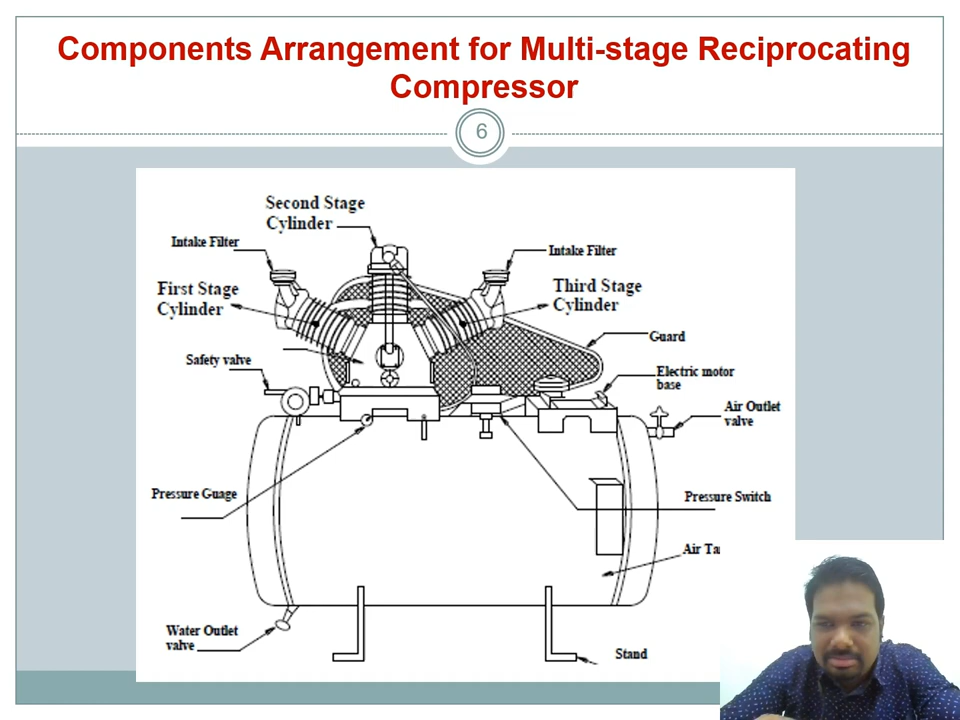 Components Arrangement for Multi-stage Reciprocating
Compressor
6
Second Stage
Cylinder
Intake Filter
Intake Filter
First Stage
Cylinder
Third Stage
Cylinder
Guard
Safety valve
Electric motor
base
Air Outlet
valve
Pressure Guage
Pressure Switch
Air Ta
Water Outlet
valve
Stand